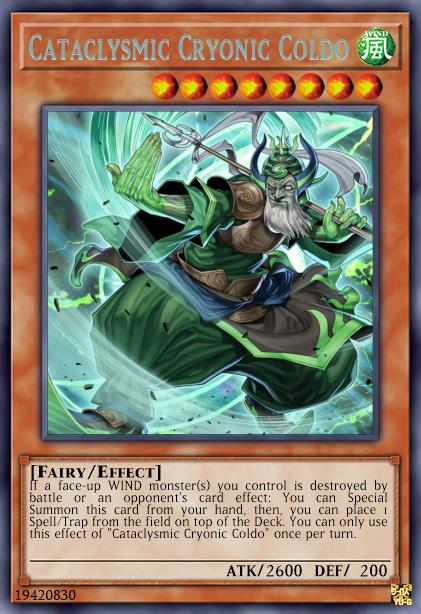 Cataclysmic Cryonic Coldo
WIND
風
[Fairy/Effect]
If a face-up WIND monster(s) you control is destroyed by
battle or an opponent's card effect: You can Special
Summon this card from your hand, then, you can place 1
Spell/Trap from the field on top of the Deck. You can only use
this effect of "Cataclysmic Cryonic Coldo" once per turn.
ATK/2600 DEF/ 200
19420830